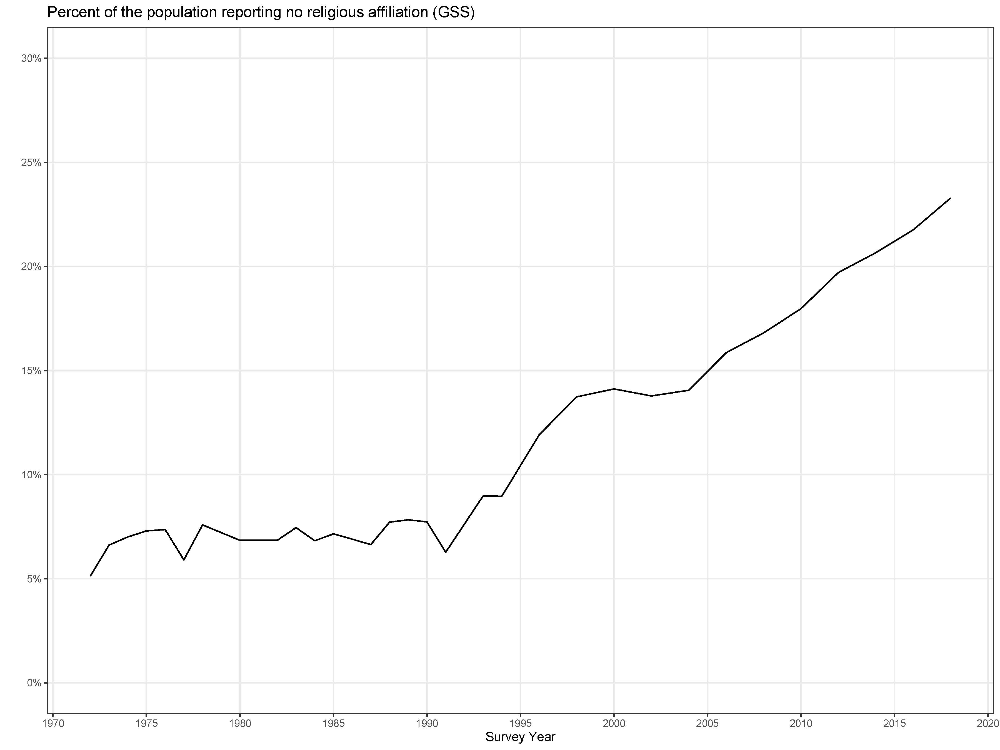 Percent of the population reporting no religious affiliation (GSS)
30%
25%
20%
15%
10%
5%
0%
1970 1975 1980 1985 1990 1995 2000 2005 2010 2015 2020
Survey Year